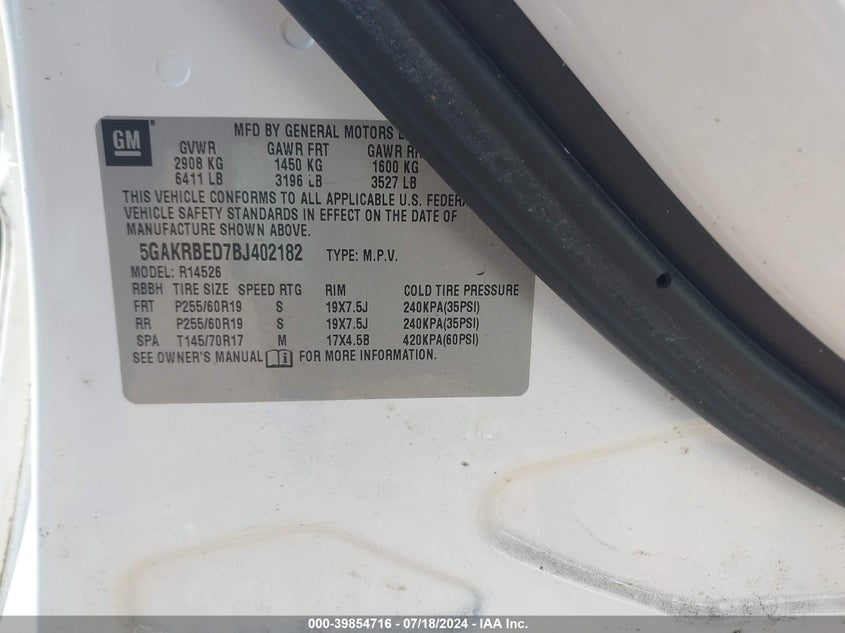 GM
MFD BY GENERAL MOTORS
GVWR GAWR FRT GAWR
2908 KG 1450 KG 1600 KG
6411 LB 3196 LB 3527 LB
THIS VEHICLE CONFORMS TO ALL APPLICABLE U.S.
VEHICLE SAFETY STANDARDS IN EFFECT ON THE DATE OF
MANUFACTURE SHOWN ABOVE.
5GAKRBED7BJ402182 TYPE: M.P.V.
MODEL: R14526
RBBH TIRE SIZE SPEED RTG RIM COLD TIRE PRESSURE
FRT P255/60R19 S 19X7.5J 240KPA(35PSI)
RR P255/60R19 S 19X7.5J 240KPA(35PSI)
SPA T145/70R17 M 17X4.5B 420KPA(60PSI)
SEE OWNER'S MANUAL FOR MORE INFORMATION.
000-39854716 - 07/18/2024 - IAA Inc.